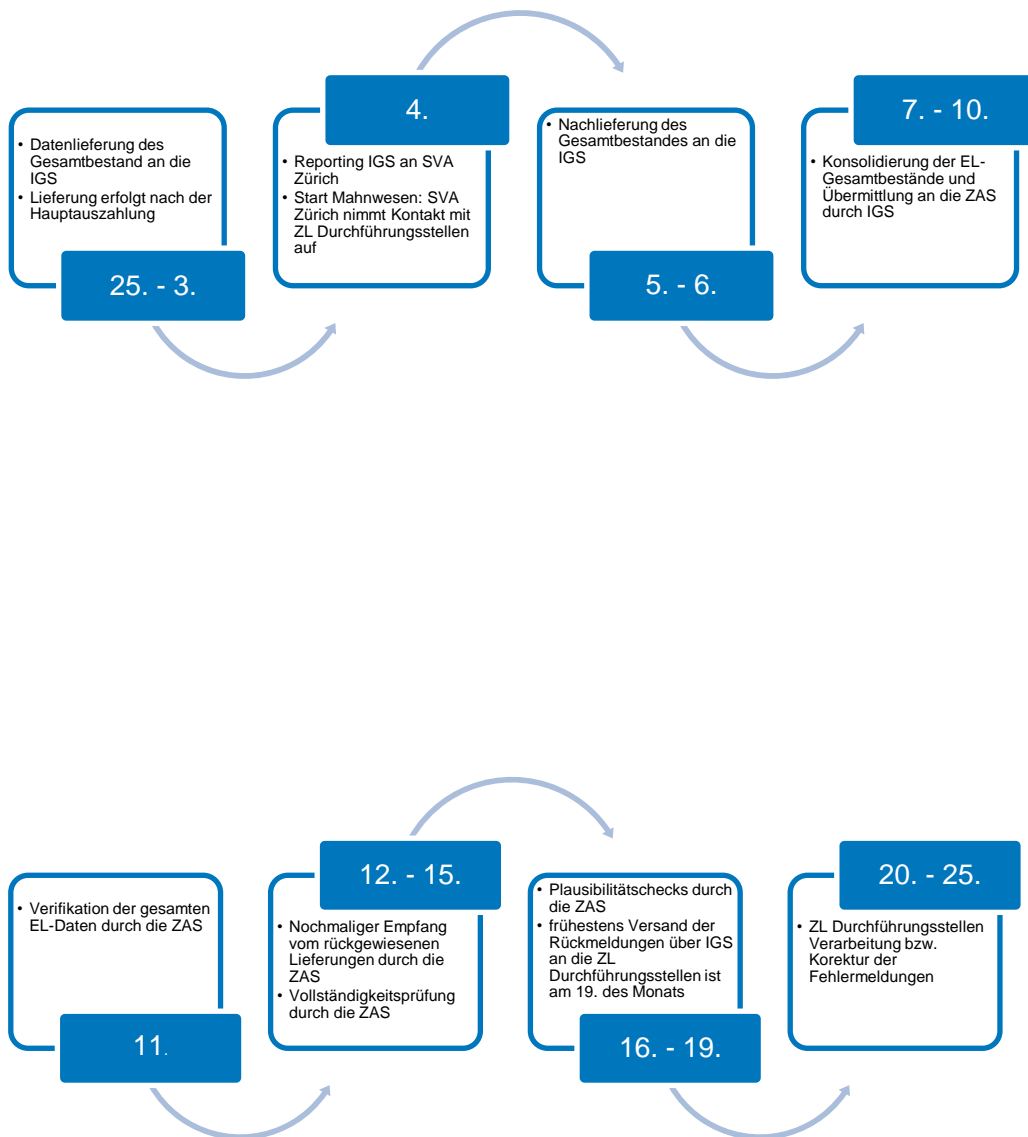 • Datenlieferung des
Gesamtbestand an die
IGS
• Lieferung erfolgt nach der
Hauptauszahlung
25. - 3.
4.
• Reporting IGS an SVA
Zürich
• Start Mahnwesen: SVA
Zürich nimmt Kontakt mit
ZL Durchführungsstellen
auf
• Nachlieferung des
Gesamtbestandes an die
IGS
5. - 6.
7. - 10.
• Konsolidierung der EL-
Gesamtbestände und
Übermittlung an die ZAS
durch IGS
• Verifikation der gesamten
EL-Daten durch die ZAS
11.
12. - 15.
• Nochmaliger Empfang
vom rückgewiesenen
Lieferungen durch die
ZAS
• Vollständigkeitsprüfung
durch die ZAS
• Plausibilitätschecks durch
die ZAS
• frühestens Versand der
Rückmeldungen über IGS
an die ZL
Durchführungsstellen ist
am 19. des Monats
16. - 19.
20. - 25.
• ZL Durchführungsstellen
Verarbeitung bzw.
Korektur der
Fehlermeldungen